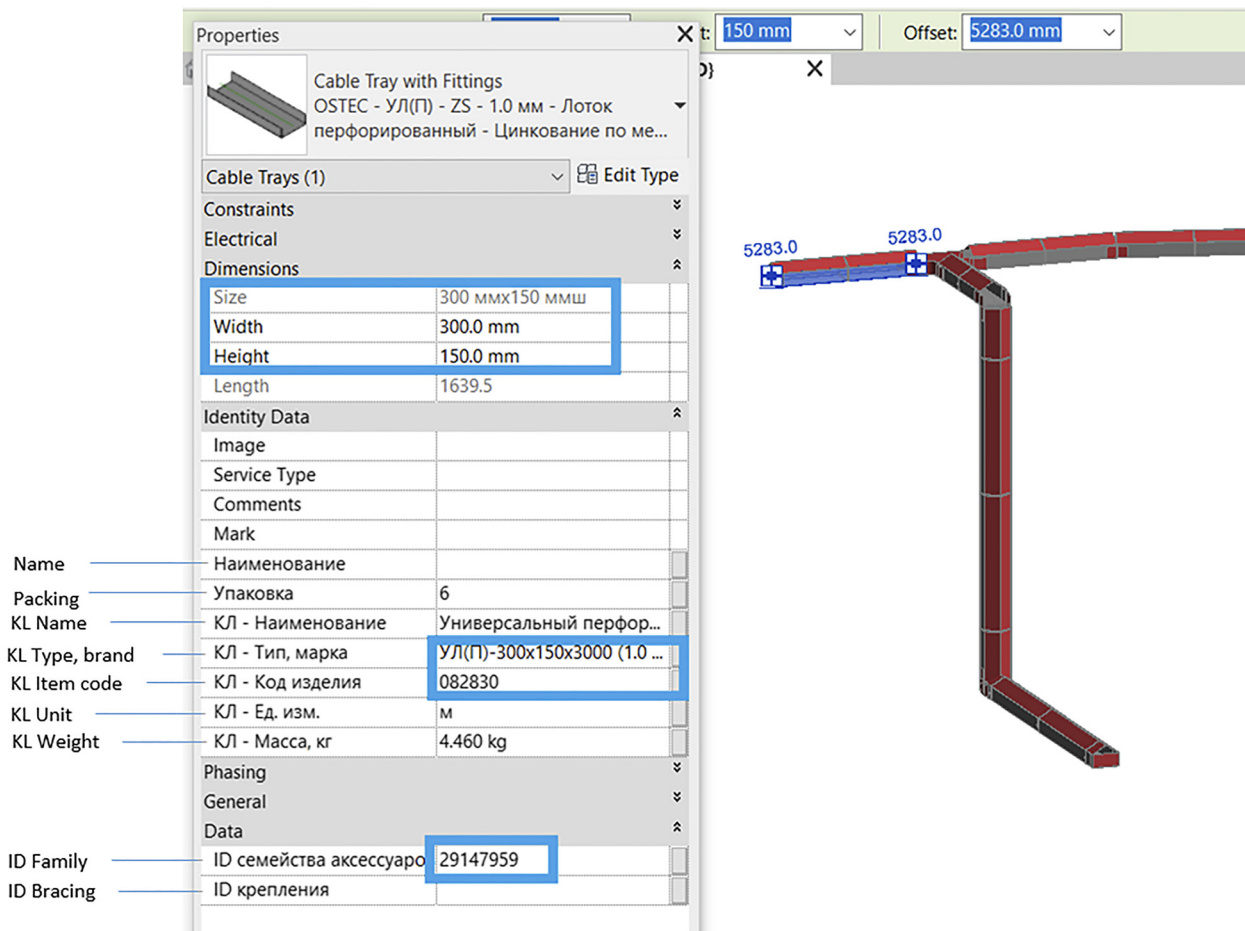 t:
150 mm
Offset:
5283.0 mm
Properties
Cable Tray with Fittings
OSTEC - УЛ(П) - ZS - 1.0 мм - Лоток
перфорированный - Цинкование по ме...
Cable Trays (1)
Edit Type
Constraints
Electrical
Dimensions
Size 300 ммx150 ммш
Width 300.0 mm
Height 150.0 mm
Length 1639.5
Identity Data
Image
Service Type
Comments
Mark
Name Наименование
Packing Упаковка 6
KL Name КЛ - Наименование Универсальный перфор...
KL Type, brand КЛ - Тип, марка УЛ(П)-300х150х3000 (1.0 ...
KL Item code КЛ - Код изделия 082830
KL Unit КЛ - Ед. изм. м
KL Weight КЛ - Масса, кг 4.460 kg
Phasing
General
Data
ID Family ID семейства аксессуаро 29147959
ID Bracing ID крепления
5283.0
5283.0